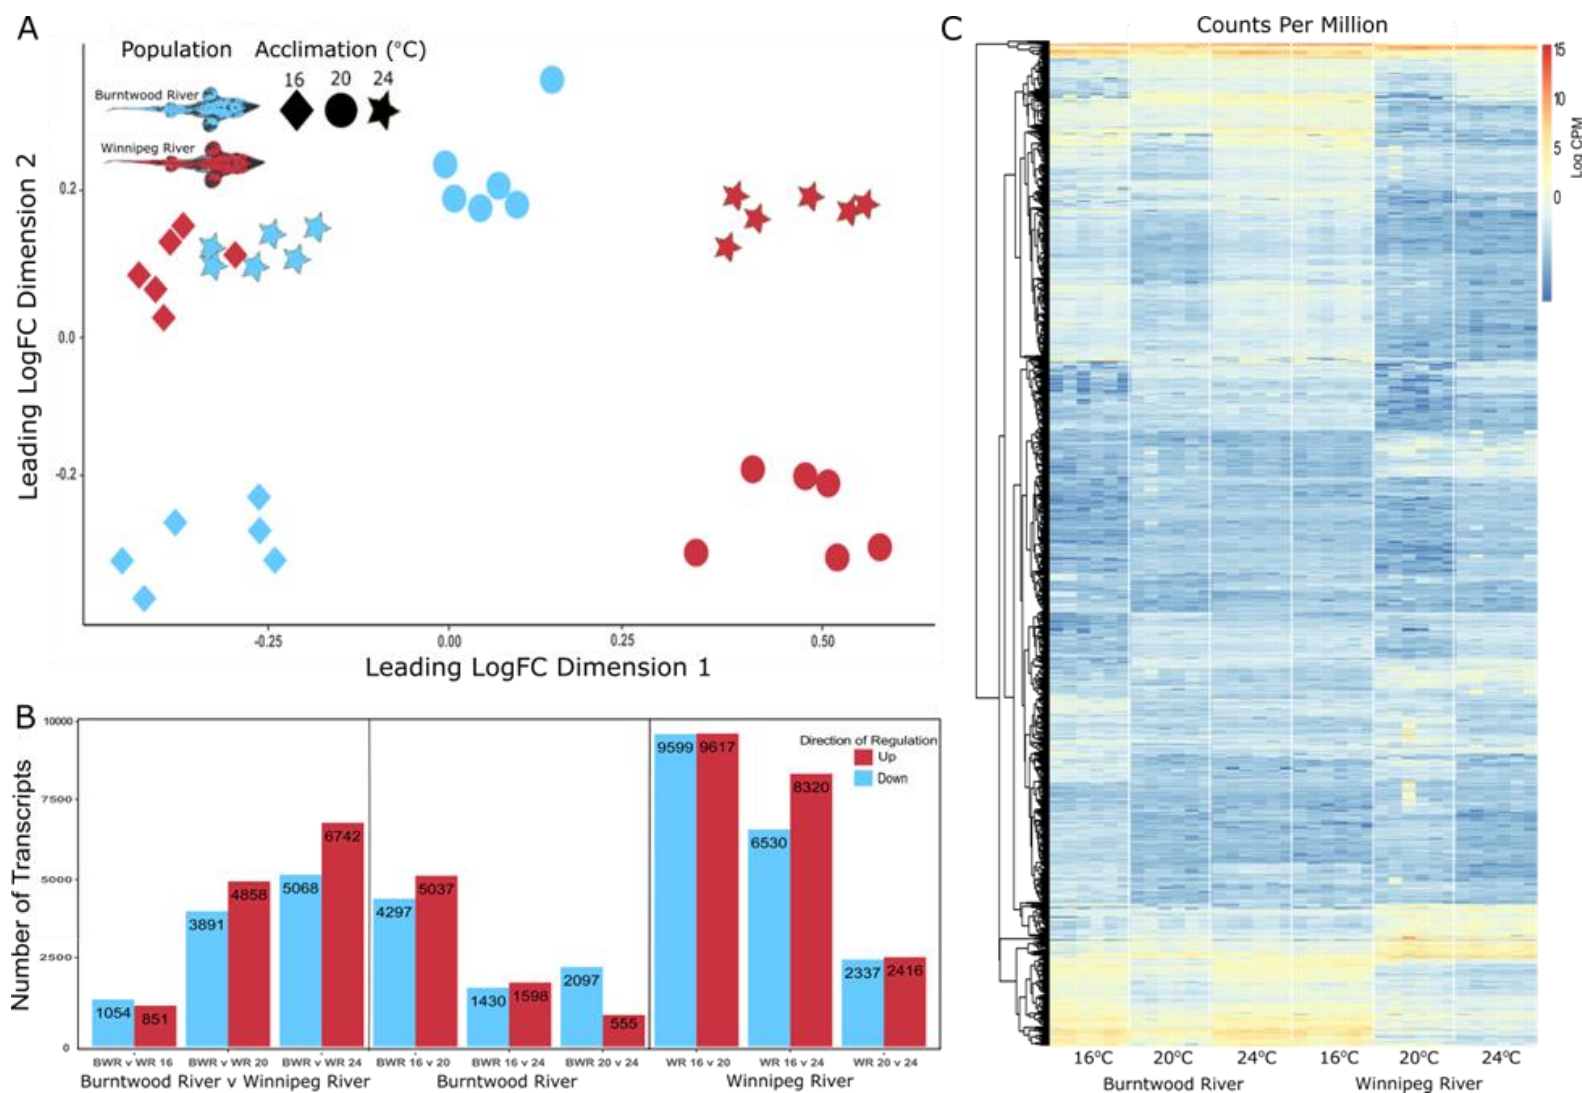 A
Population Acclimation (°C)
16 20 24
Burntwood River
Winnipeg River
Leading LogFC Dimension 2
0.2
0.0
-0.2
-0.25 0.00 0.25 0.50
Leading LogFC Dimension 1
B
Number of Transcripts
10000
7500
5000
2500
0
Direction of Regulation
Up
Down
1054 851 3891 4858 5068 6742 4297 5037 1430 1598 2097 555 9599 9617 6530 8320 2337 2416
BWR v WR 16 BWR v WR 20 BWR v WR 24 BWR 16 v 20 BWR 16 v 24 BWR 20 v 24 WR 16 v 20 WR 16 v 24 WR 20 v 24
Burntwood River v Winnipeg River Burntwood River Winnipeg River
C
Counts Per Million
15
10
5
0
Log CPM
16°C 20°C 24°C 16°C 20°C 24°C
Burntwood River Winnipeg River